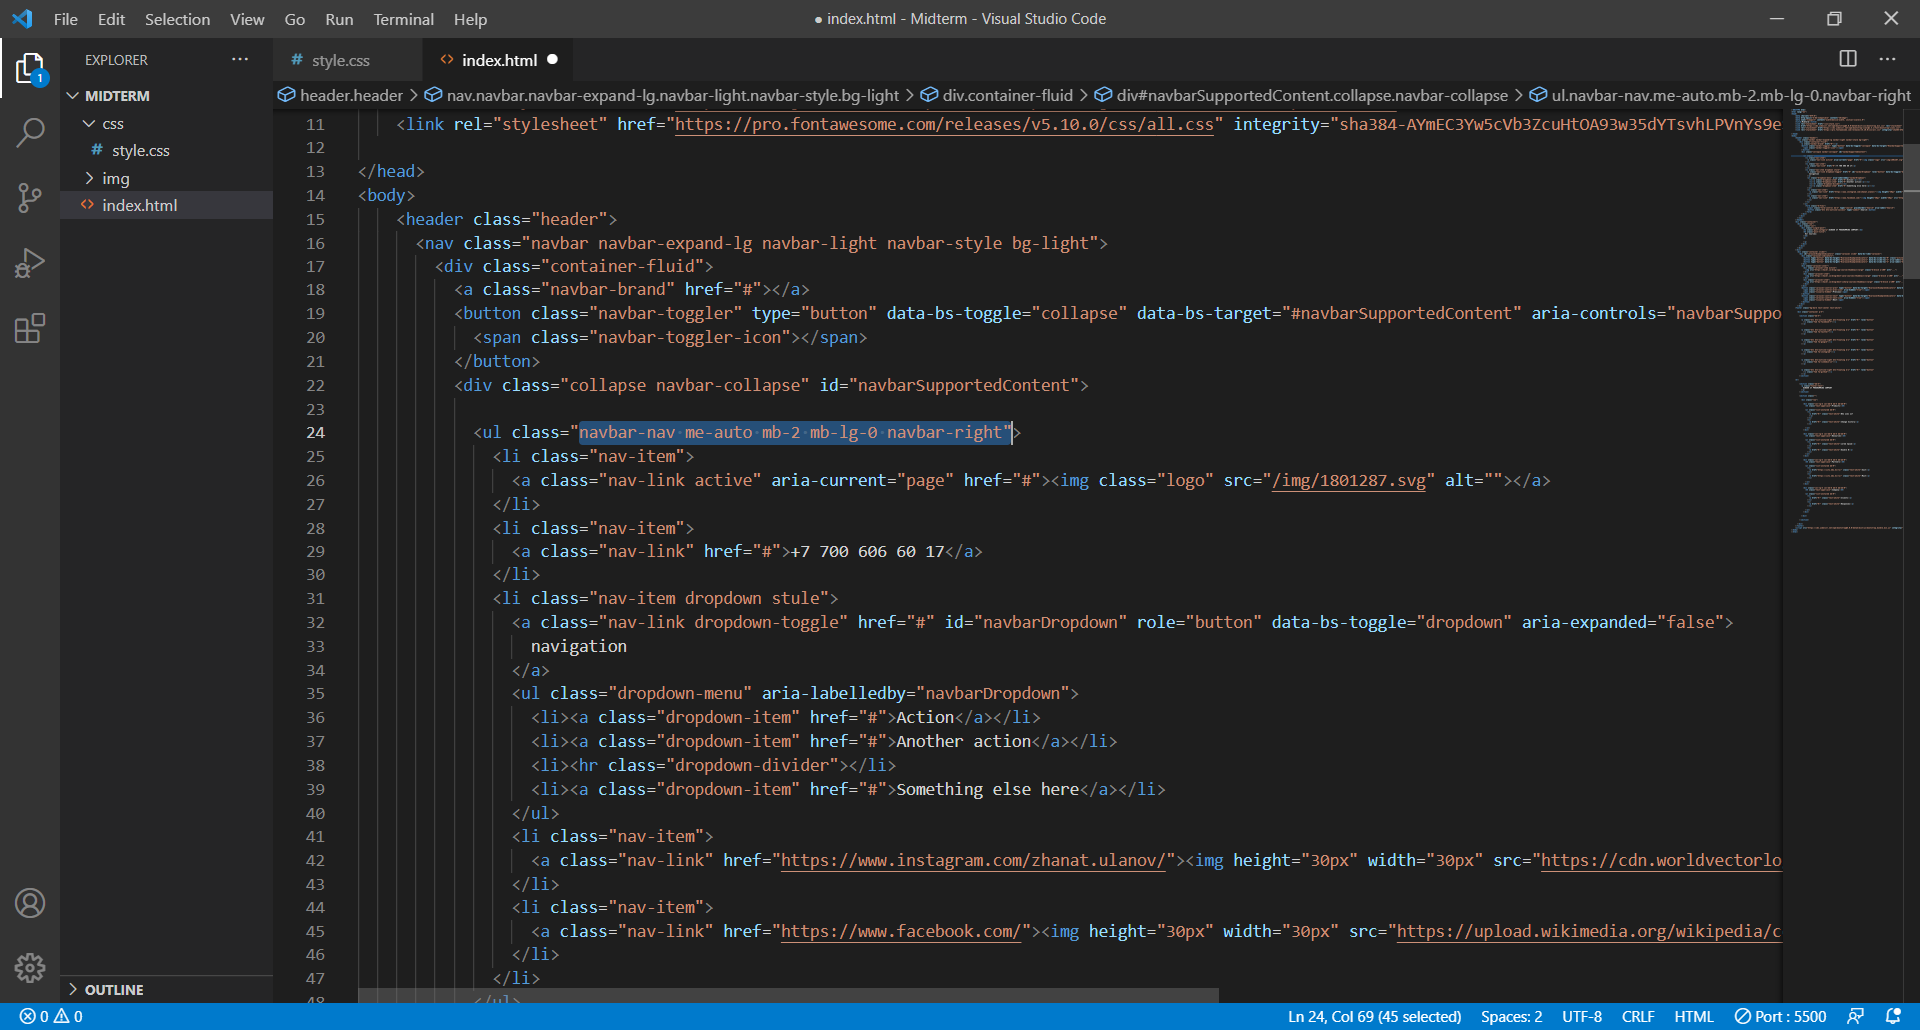 File Edit Selection View Go Run Terminal Help
● index.html - Midterm - Visual Studio Code
EXPLORER
# style.css
<> index.html ●
1
MIDTERM
css
# style.css
img
<> index.html
OUTLINE
header.header > nav.navbar.navbar-expand-lg.navbar-light.navbar-style.bg-light > div.container-fluid > div#navbarSupportedContent.collapse.navbar-collapse > ul.navbar-nav.me-auto.mb-2.mb-lg-0.navbar-right
11 <link rel="stylesheet" href="https://pro.fontawesome.com/releases/v5.10.0/css/all.css" integrity="sha384-AYmEC3Yw5cVb3ZcuHtOA93w35dYTsvhLPVnYs9e
12
13 </head>
14 <body>
15 <header class="header">
16 <nav class="navbar navbar-expand-lg navbar-light navbar-style bg-light">
17 <div class="container-fluid">
18 <a class="navbar-brand" href="#"></a>
19 <button class="navbar-toggler" type="button" data-bs-toggle="collapse" data-bs-target="#navbarSupportedContent" aria-controls="navbarSuppo
20 <span class="navbar-toggler-icon"></span>
21 </button>
22 <div class="collapse navbar-collapse" id="navbarSupportedContent">
23
24 <ul class="navbar-nav me-auto mb-2 mb-lg-0 navbar-right">
25 <li class="nav-item">
26 <a class="nav-link active" aria-current="page" href="#"><img class="logo" src="/img/1801287.svg" alt=""></a>
27 </li>
28 <li class="nav-item">
29 <a class="nav-link" href="#">+7 700 606 60 17</a>
30 </li>
31 <li class="nav-item dropdown stule">
32 <a class="nav-link dropdown-toggle" href="#" id="navbarDropdown" role="button" data-bs-toggle="dropdown" aria-expanded="false">
33 navigation
34 </a>
35 <ul class="dropdown-menu" aria-labelledby="navbarDropdown">
36 <li><a class="dropdown-item" href="#">Action</a></li>
37 <li><a class="dropdown-item" href="#">Another action</a></li>
38 <li><hr class="dropdown-divider"></li>
39 <li><a class="dropdown-item" href="#">Something else here</a></li>
40 </ul>
41 <li class="nav-item">
42 <a class="nav-link" href="https://www.instagram.com/zhanat.ulanov/"><img height="30px" width="30px" src="https://cdn.worldvectorlo
43 </li>
44 <li class="nav-item">
45 <a class="nav-link" href="https://www.facebook.com/"><img height="30px" width="30px" src="https://upload.wikimedia.org/wikipedia/c
46 </li>
47 </li>
48 </ul>
0 0 Ln 24, Col 69 (45 selected) Spaces: 2 UTF-8 CRLF HTML Port : 5500